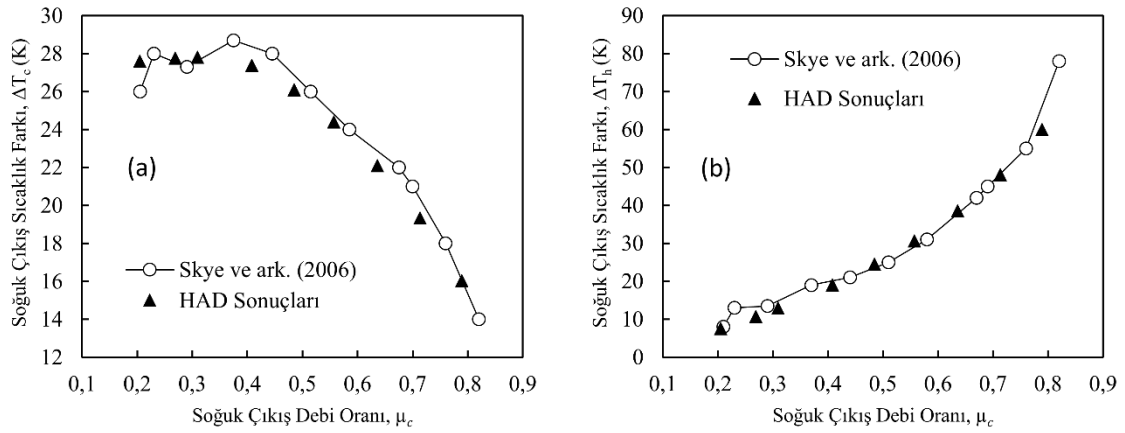 30
28
26
24
22
20
18
16
14
12
Soğuk Çıkış Sıcaklık Farkı, ΔT_c (K)
(a)
Skye ve ark. (2006)
HAD Sonuçları
0,1 0,2 0,3 0,4 0,5 0,6 0,7 0,8 0,9
Soğuk Çıkış Debi Oranı, μ_c
90
80
70
60
50
40
30
20
10
0
Soğuk Çıkış Sıcaklık Farkı, ΔT_h (K)
Skye ve ark. (2006)
HAD Sonuçları
(b)
0,1 0,2 0,3 0,4 0,5 0,6 0,7 0,8 0,9
Soğuk Çıkış Debi Oranı, μ_c